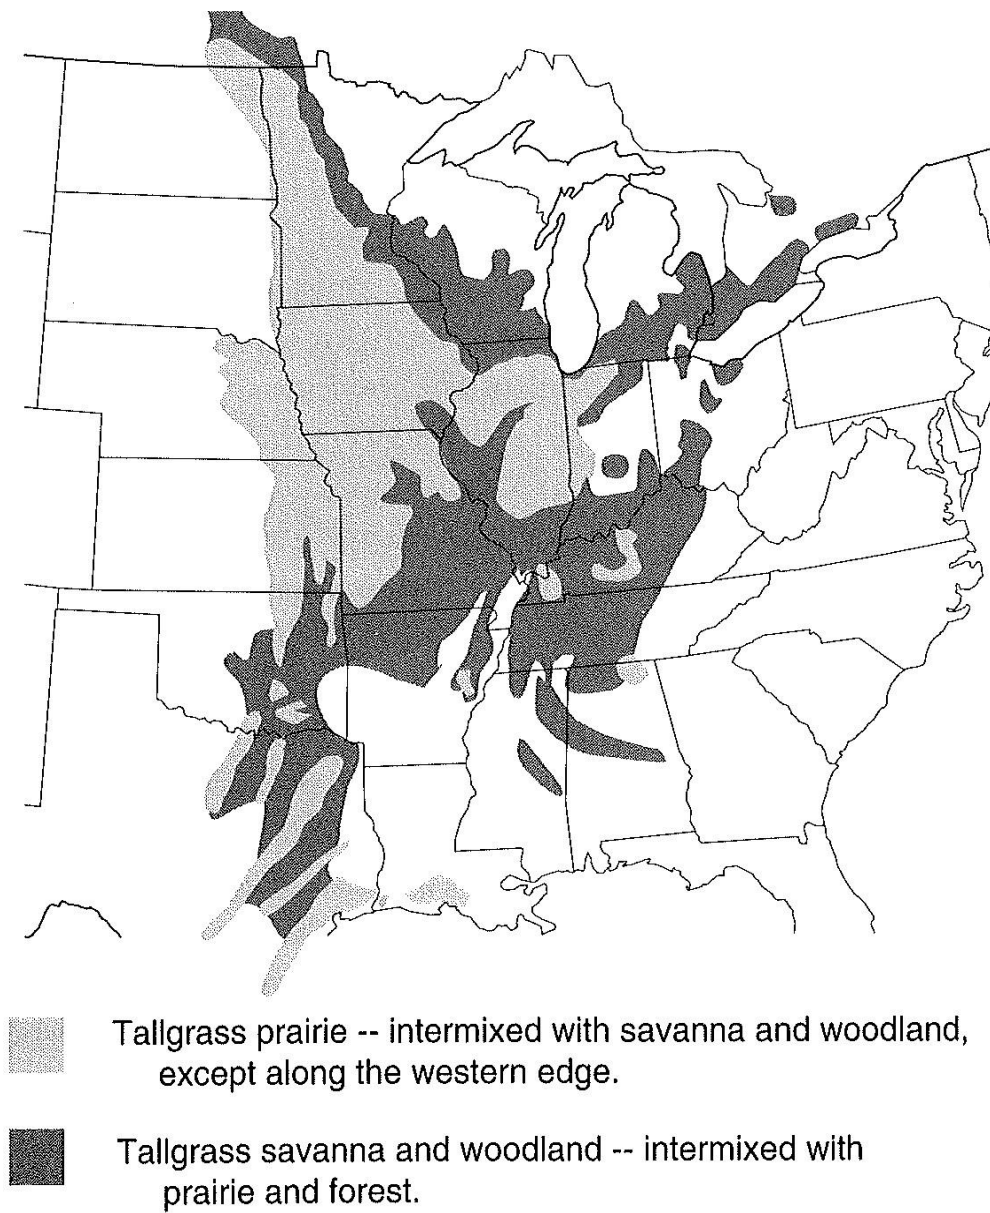 Tallgrass prairie -- intermixed with savanna and woodland,
except along the western edge.
Tallgrass savanna and woodland -- intermixed with
prairie and forest.